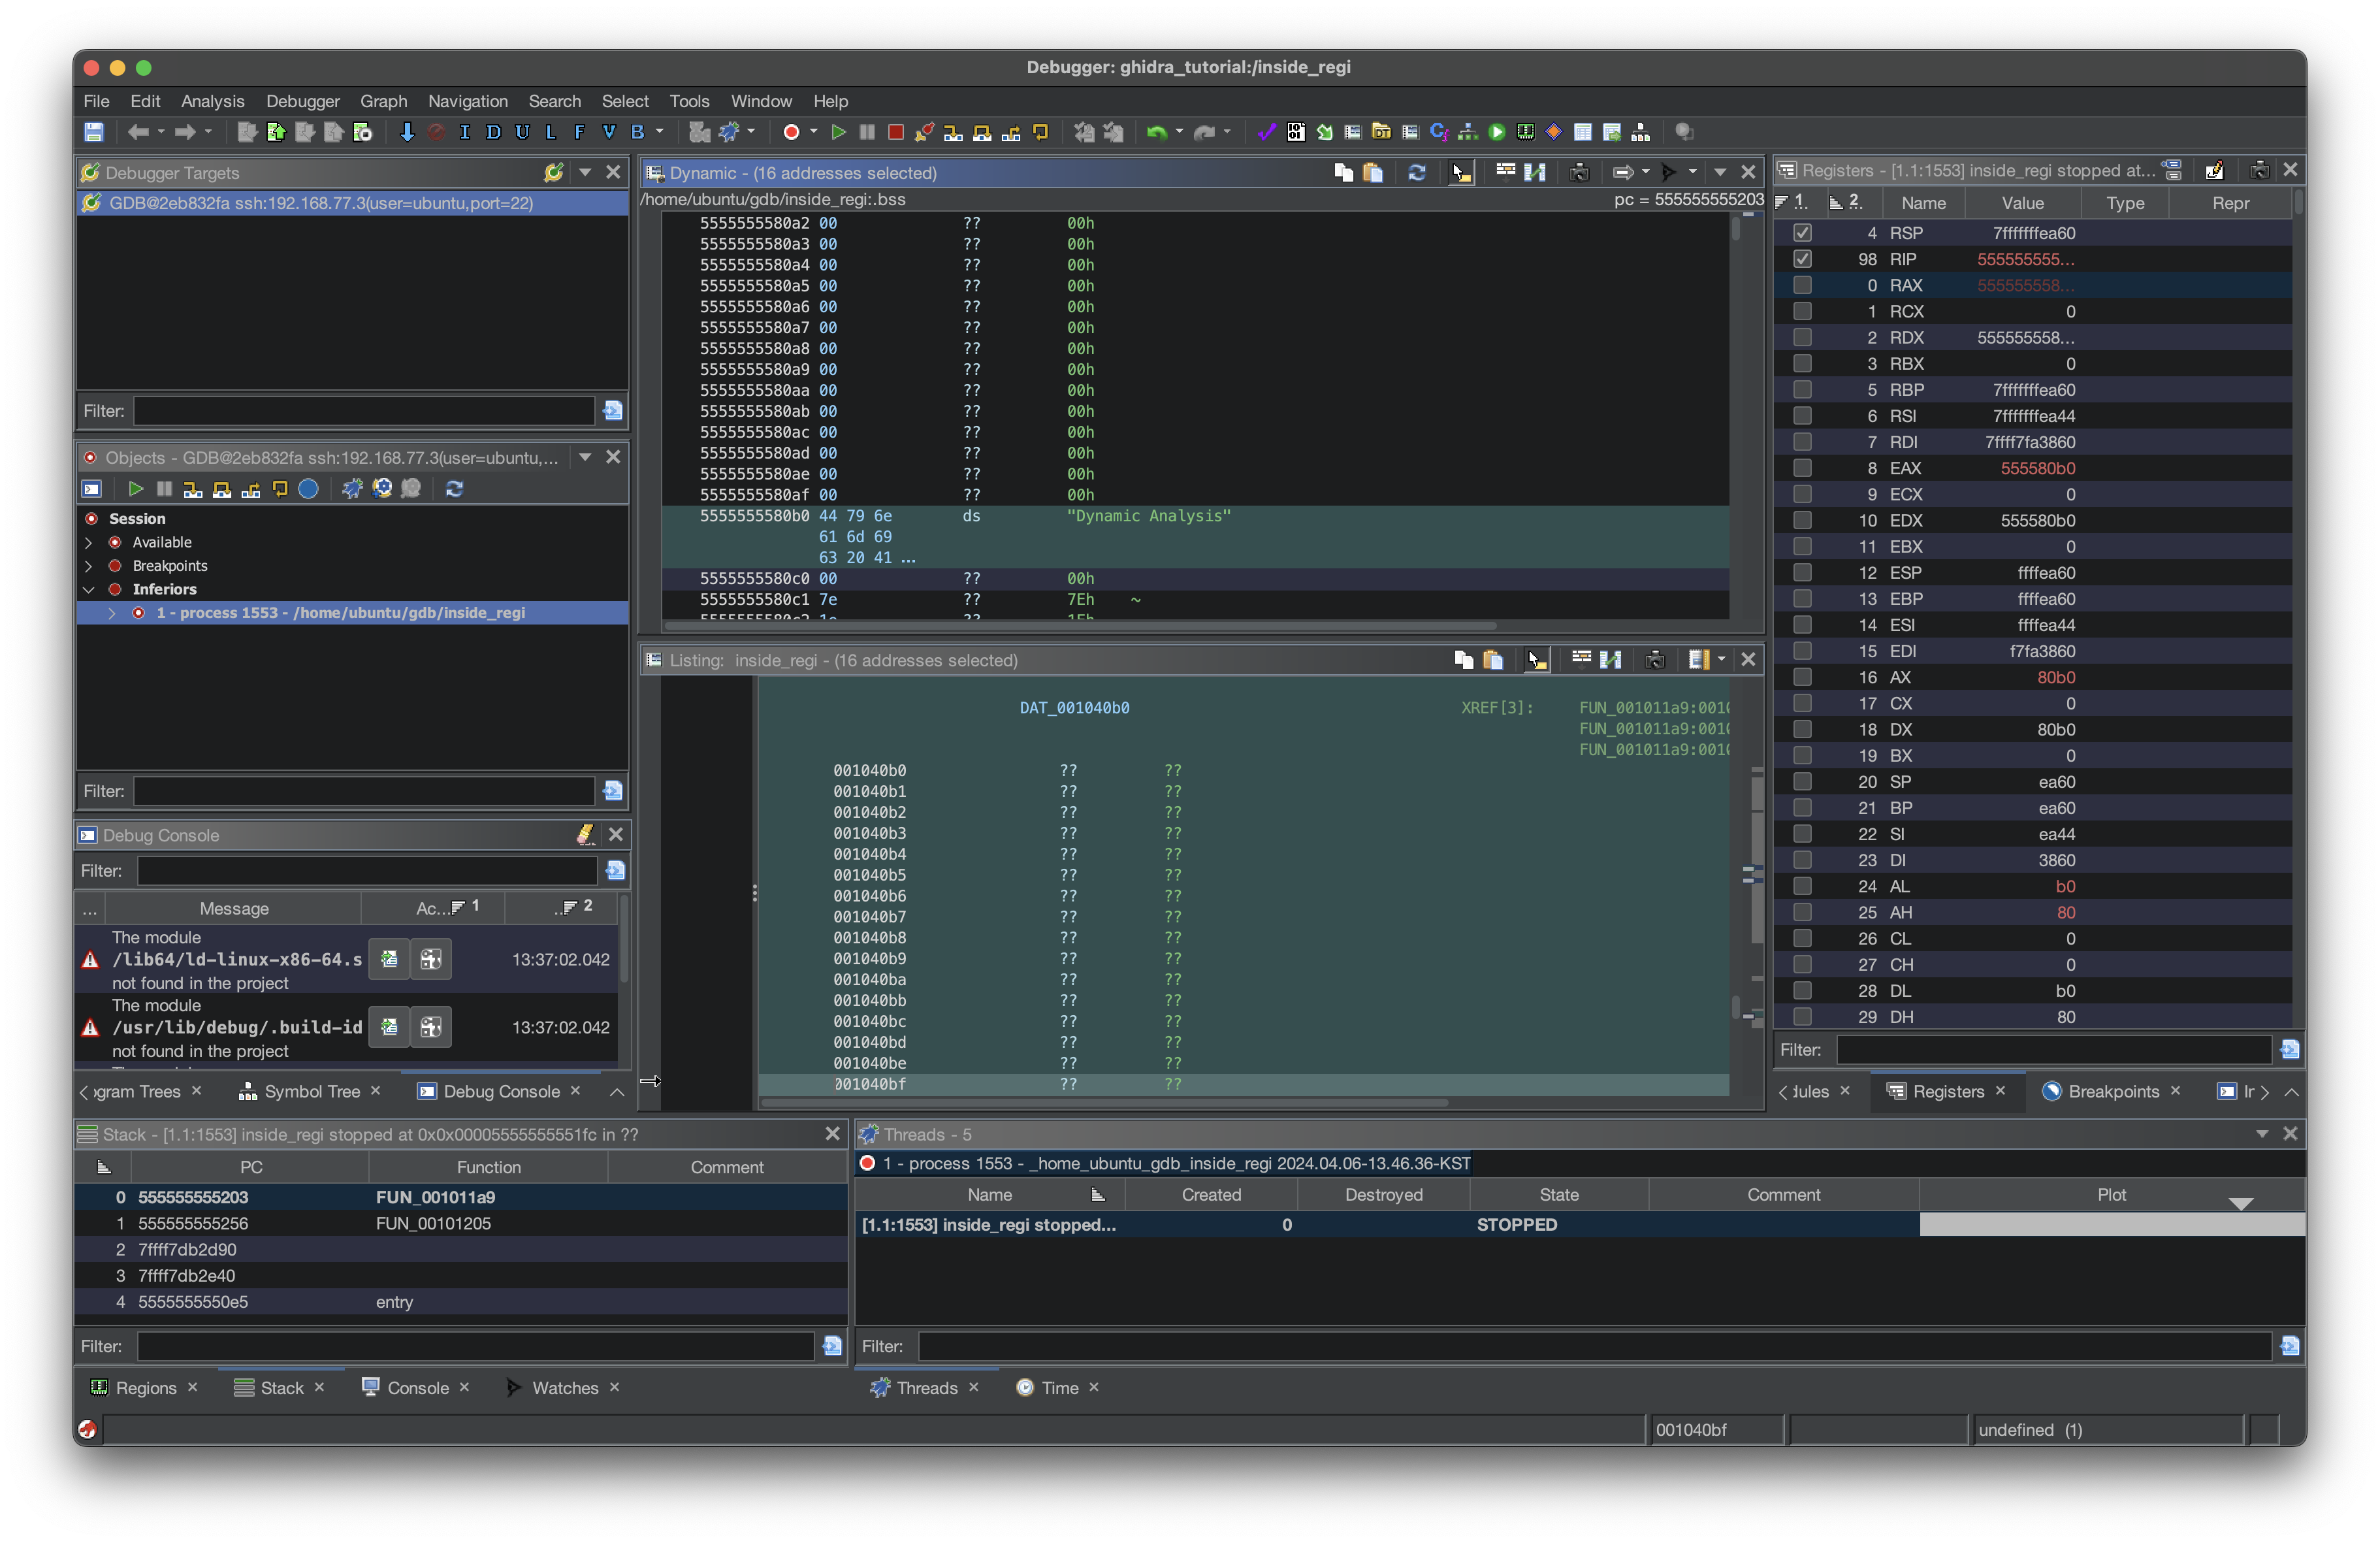 Debugger: ghidra_tutorial:/inside_regi
File Edit Analysis Debugger Graph Navigation Search Select Tools Window Help
I D U L F V B
Debugger Targets
GDB@2eb832fa ssh:192.168.77.3(user=ubuntu,port=22)
Filter:
Objects - GDB@2eb832fa ssh:192.168.77.3(user=ubuntu,...
Session
Available
Breakpoints
Inferiors
1 - process 1553 - /home/ubuntu/gdb/inside_regi
Filter:
Debug Console
Filter:
... Message Ac... 1 .. 2
The module
/lib64/ld-linux-x86-64.s
not found in the project
13:37:02.042
The module
/usr/lib/debug/.build-id
not found in the project
13:37:02.042
ogram Trees Symbol Tree Debug Console
Dynamic - (16 addresses selected)
/home/ubuntu/gdb/inside_regi:.bss pc = 555555555203
5555555580a2 00 ?? 00h
5555555580a3 00 ?? 00h
5555555580a4 00 ?? 00h
5555555580a5 00 ?? 00h
5555555580a6 00 ?? 00h
5555555580a7 00 ?? 00h
5555555580a8 00 ?? 00h
5555555580a9 00 ?? 00h
5555555580aa 00 ?? 00h
5555555580ab 00 ?? 00h
5555555580ac 00 ?? 00h
5555555580ad 00 ?? 00h
5555555580ae 00 ?? 00h
5555555580af 00 ?? 00h
5555555580b0 44 79 6e ds "Dynamic Analysis"
61 6d 69
63 20 41 ...
5555555580c0 00 ?? 00h
5555555580c1 7e ?? 7Eh ~
5555555580c2 1e ?? 1Eh
Listing: inside_regi - (16 addresses selected)
DAT_001040b0 XREF[3]: FUN_001011a9:0010
FUN_001011a9:0010
FUN_001011a9:0010
001040b0 ?? ??
001040b1 ?? ??
001040b2 ?? ??
001040b3 ?? ??
001040b4 ?? ??
001040b5 ?? ??
001040b6 ?? ??
001040b7 ?? ??
001040b8 ?? ??
001040b9 ?? ??
001040ba ?? ??
001040bb ?? ??
001040bc ?? ??
001040bd ?? ??
001040be ?? ??
001040bf ?? ??
Registers - [1.1:1553] inside_regi stopped at...
1.. 2.. Name Value Type Repr
4 RSP 7fffffffea60
98 RIP 555555555...
0 RAX 555555558...
1 RCX 0
2 RDX 555555558...
3 RBX 0
5 RBP 7fffffffea60
6 RSI 7fffffffea44
7 RDI 7ffff7fa3860
8 EAX 555580b0
9 ECX 0
10 EDX 555580b0
11 EBX 0
12 ESP ffffea60
13 EBP ffffea60
14 ESI ffffea44
15 EDI f7fa3860
16 AX 80b0
17 CX 0
18 DX 80b0
19 BX 0
20 SP ea60
21 BP ea60
22 SI ea44
23 DI 3860
24 AL b0
25 AH 80
26 CL 0
27 CH 0
28 DL b0
29 DH 80
Filter:
dules Registers Breakpoints Ir
Stack - [1.1:1553] inside_regi stopped at 0x0x00005555555551fc in ??
PC Function Comment
0 555555555203 FUN_001011a9
1 555555555256 FUN_00101205
2 7ffff7db2d90
3 7ffff7db2e40
4 5555555550e5 entry
Filter:
Regions Stack Console Watches
Threads - 5
1 - process 1553 - _home_ubuntu_gdb_inside_regi 2024.04.06-13.46.36-KST
Name Created Destroyed State Comment Plot
[1.1:1553] inside_regi stopped... 0 STOPPED
Filter:
Threads Time
001040bf undefined (1)